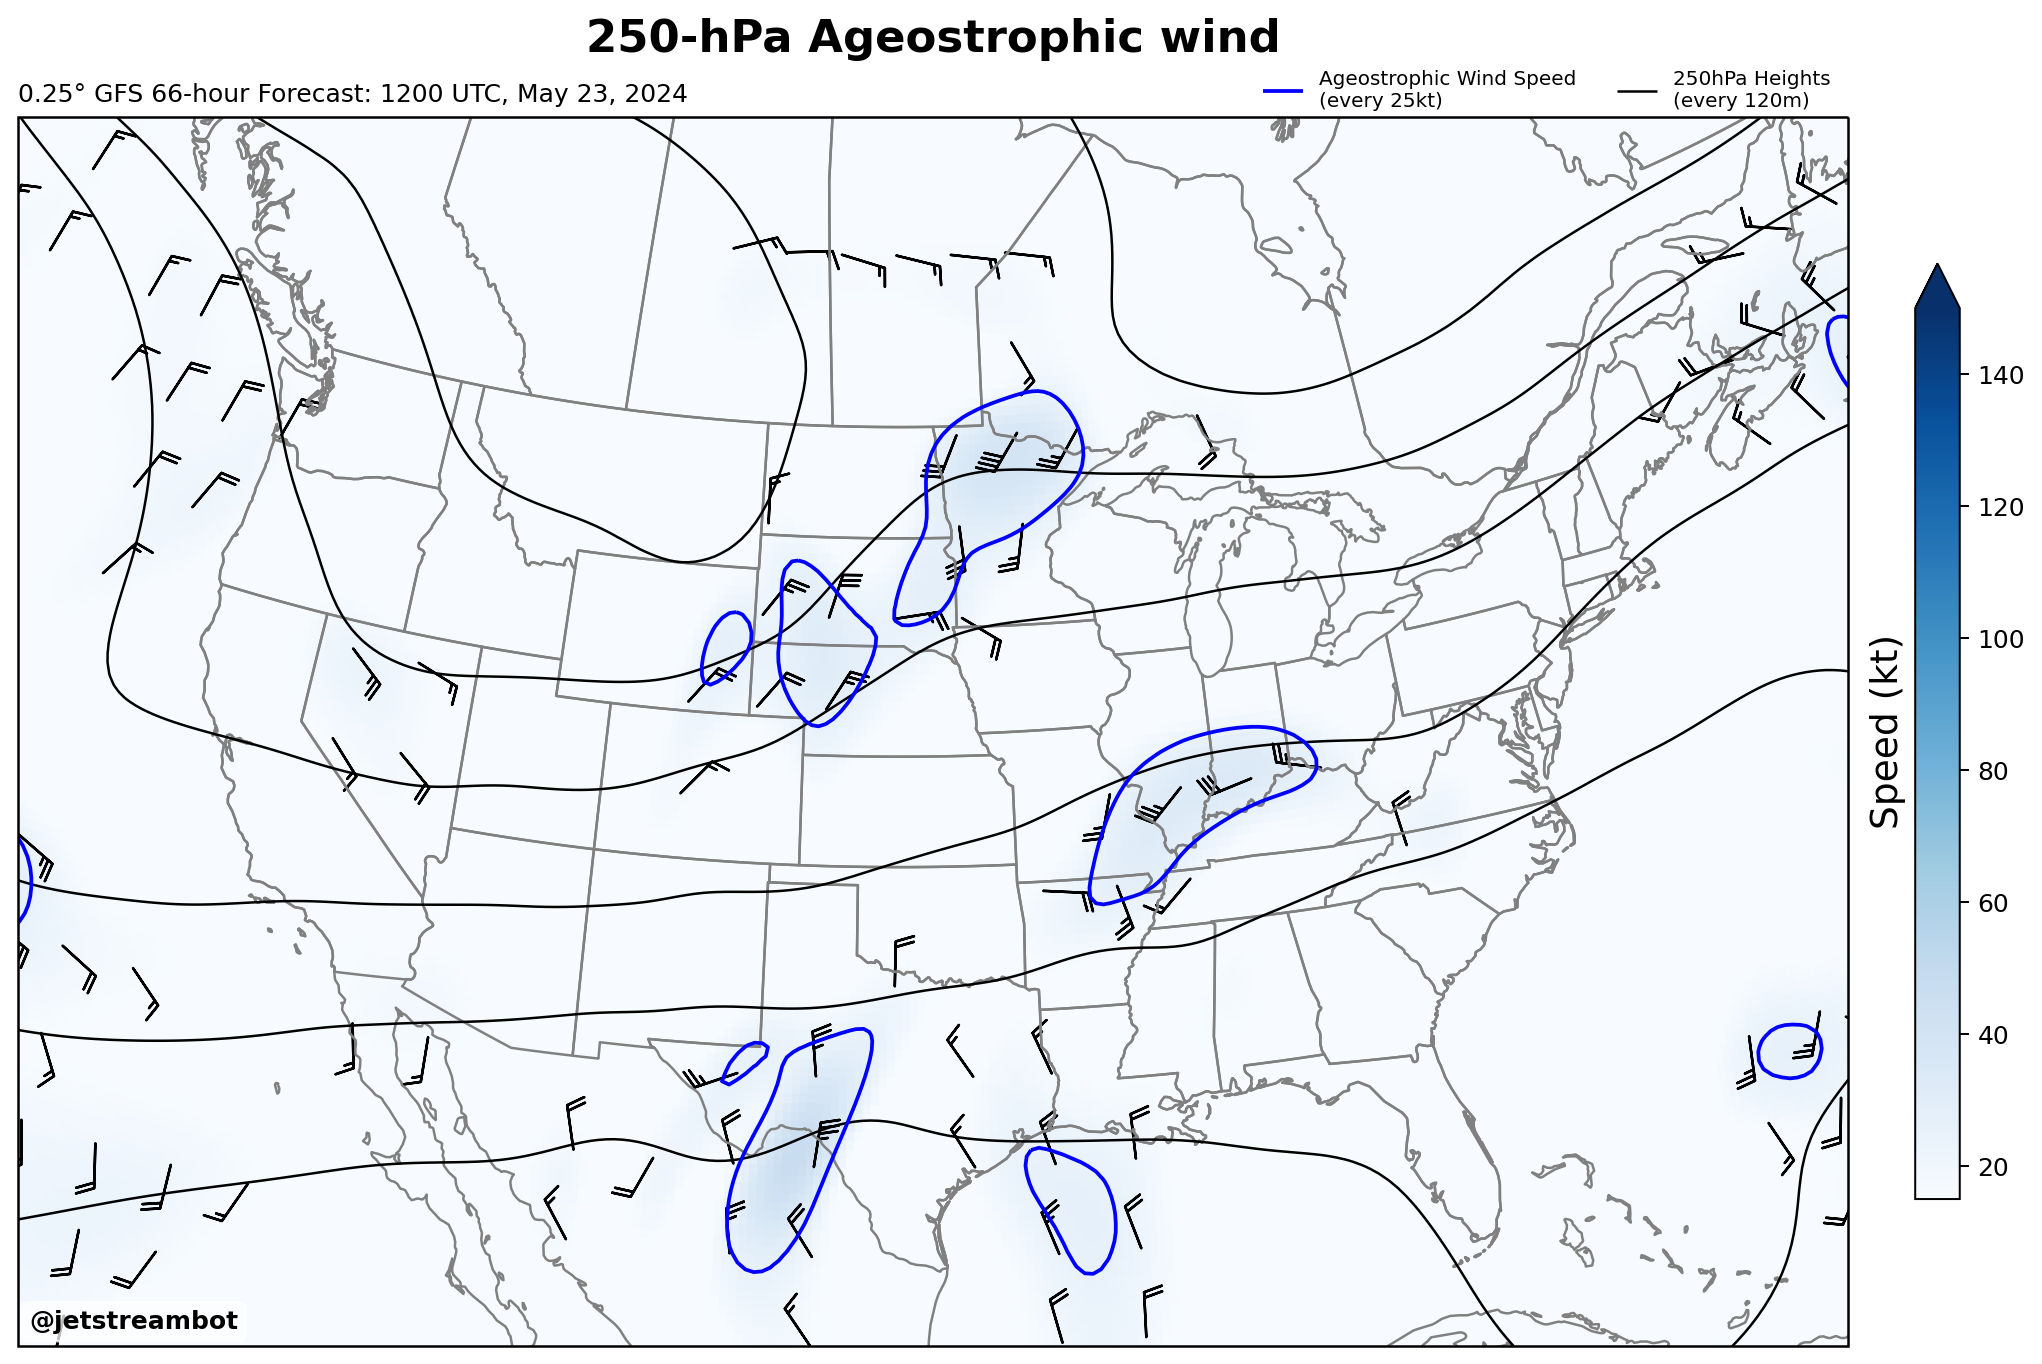 250-hPa Ageostrophic wind
0.25° GFS 66-hour Forecast: 1200 UTC, May 23, 2024
Ageostrophic Wind Speed
(every 25kt)
250hPa Heights
(every 120m)
140
120
100
80
60
40
20
Speed (kt)
@jetstreambot